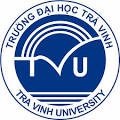 TRƯỜNG ĐẠI HỌC TRÀ VINH
TVU
TRA VINH UNIVERSITY